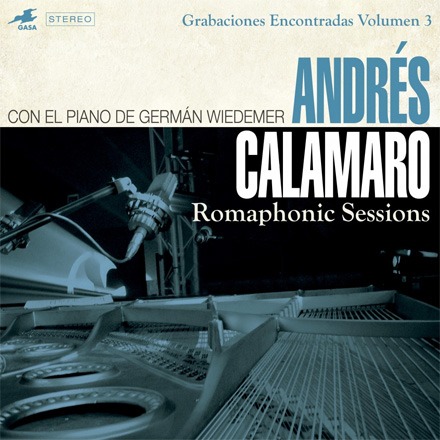 GASA
STEREO
Grabaciones Encontradas Volumen 3
ANDRÉS
CON EL PIANO DE GERMÁN WIEDEMER
CALAMARO
Romaphonic Sessions